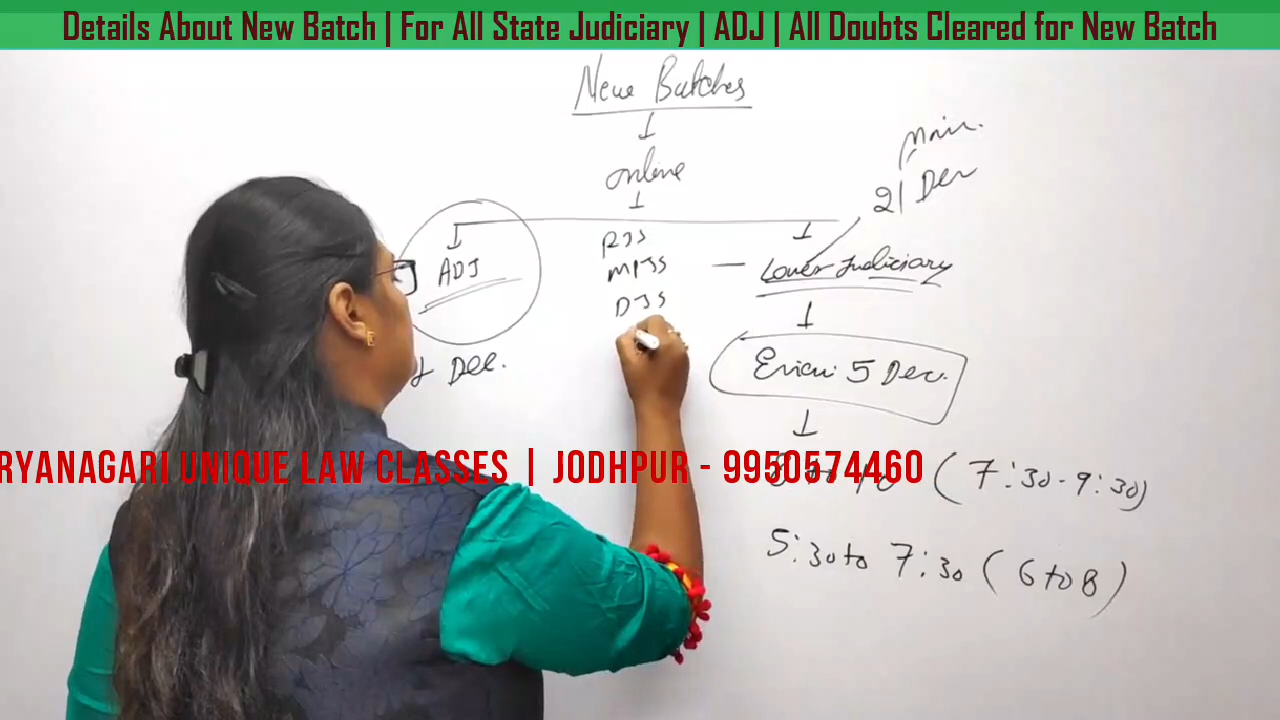 Details About New Batch | For All State Judiciary | ADJ | All Doubts Cleared for New Batch
New Batches
online
Main.
21 Dec
ADJ
RJS
MPJS
DJS
Lower Judiciary
5 Dec.
Dec.
RYANAGARI UNIQUE LAW CLASSES | JODHPUR - 9950574460
to 10 (7:30-9:30)
5:30 to 7:30 (6 to 8)